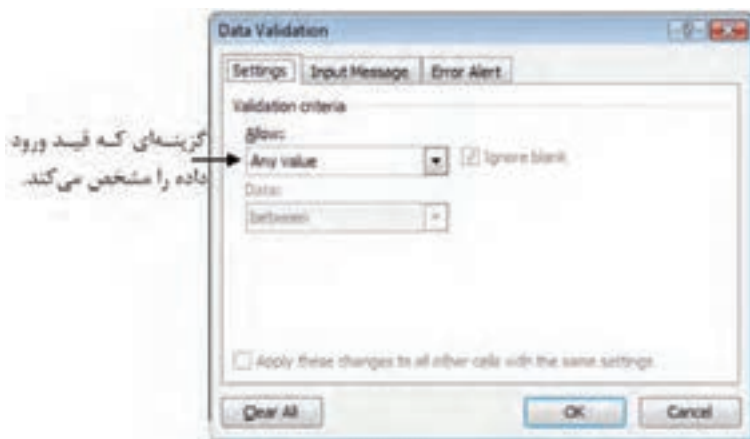 Data Validation
Settings Input Message Error Alert
Validation criteria
Allow:
گزینه‌ای که قید ورود
Any value Ignore blank
داده را مشخص می‌کند.
Data:
between
Apply these changes to all other cells with the same settings
Clear All OK Cancel